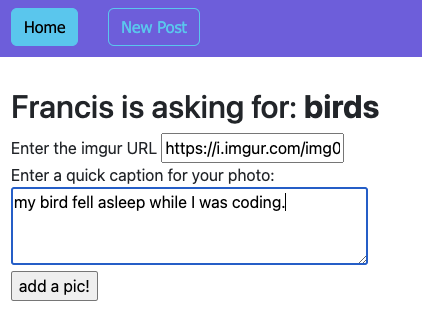 Home New Post
Francis is asking for: birds
Enter the imgur URL https://i.imgur.com/img0
Enter a quick caption for your photo:
my bird fell asleep while I was coding.
add a pic!